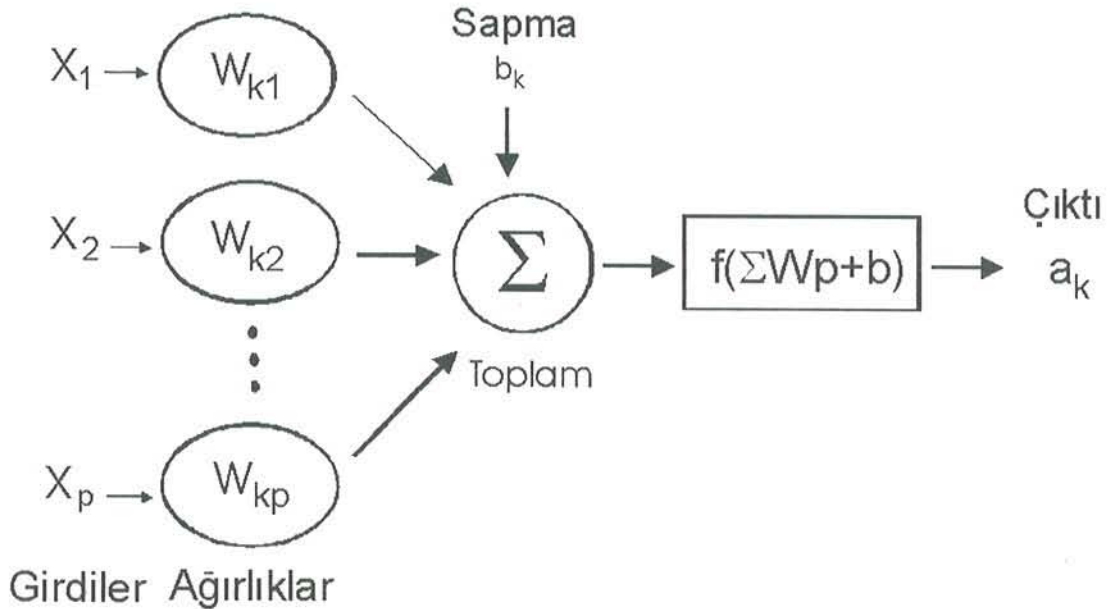 Sapma
b_k
X_1
W_k1
X_2
W_k2
Σ
f(ΣWp+b)
Çıktı
a_k
Toplam
X_p
W_kp
Girdiler Ağırlıklar